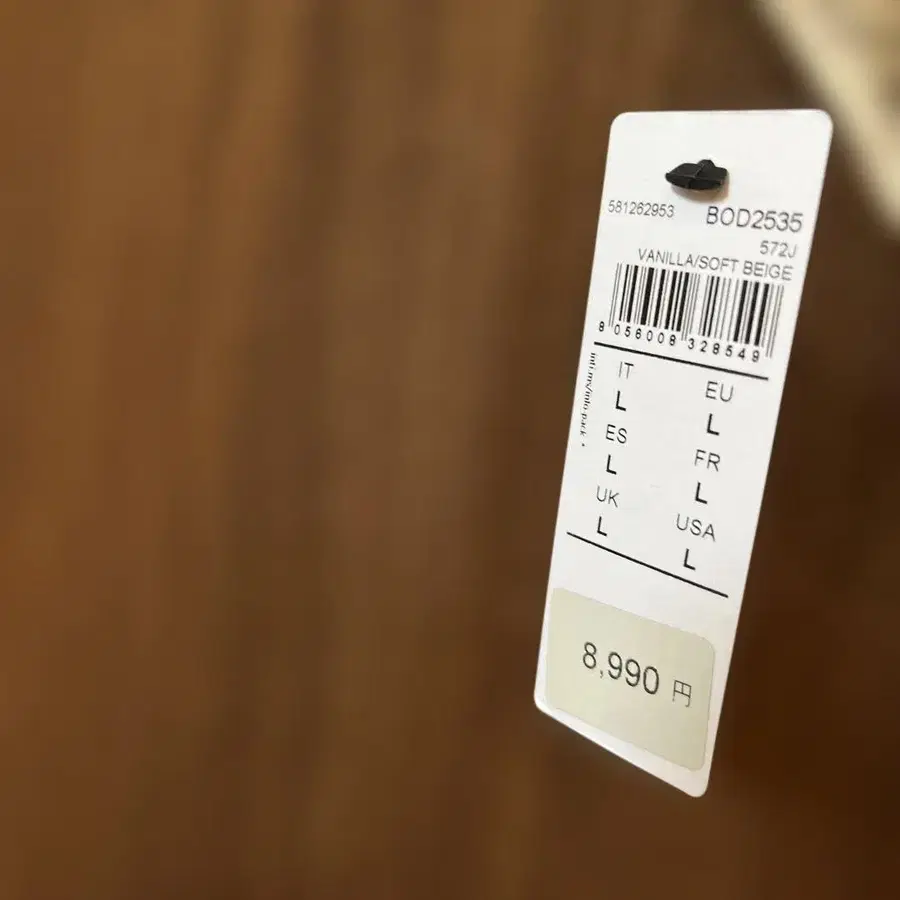 581262953 BOD2535
572J
VANILLA/SOFT BEIGE
8 056008 328549
IT EU
L L
ES FR
L L
UK USA
L L
8,990 円